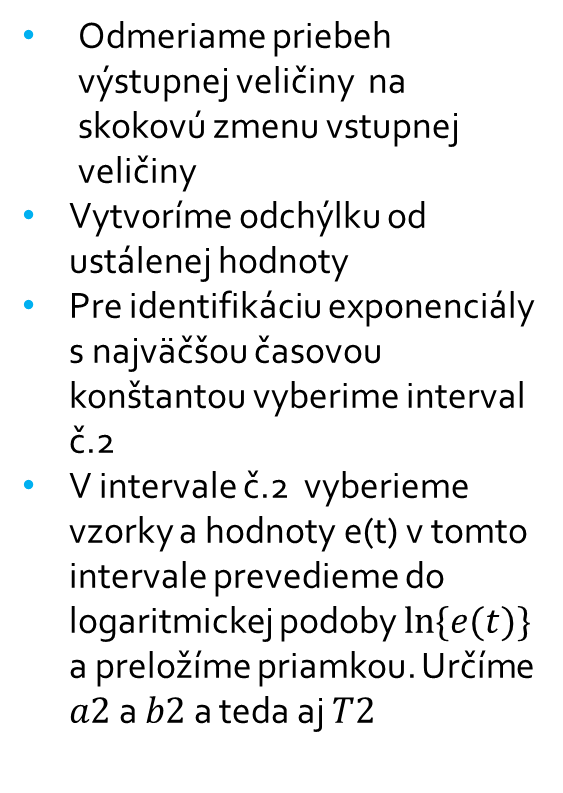 • Odmeriame priebeh
výstupnej veličiny na
skokovú zmenu vstupnej
veličiny
• Vytvoríme odchýlku od
ustálenej hodnoty
• Pre identifikáciu exponenciály
s najväčšou časovou
konštantou vyberime interval
č.2
• V intervale č.2 vyberieme
vzorky a hodnoty e(t) v tomto
intervale prevedieme do
logaritmickej podoby ln{e(t)}
a preložíme priamkou. Určíme
a2 a b2 a teda aj T2